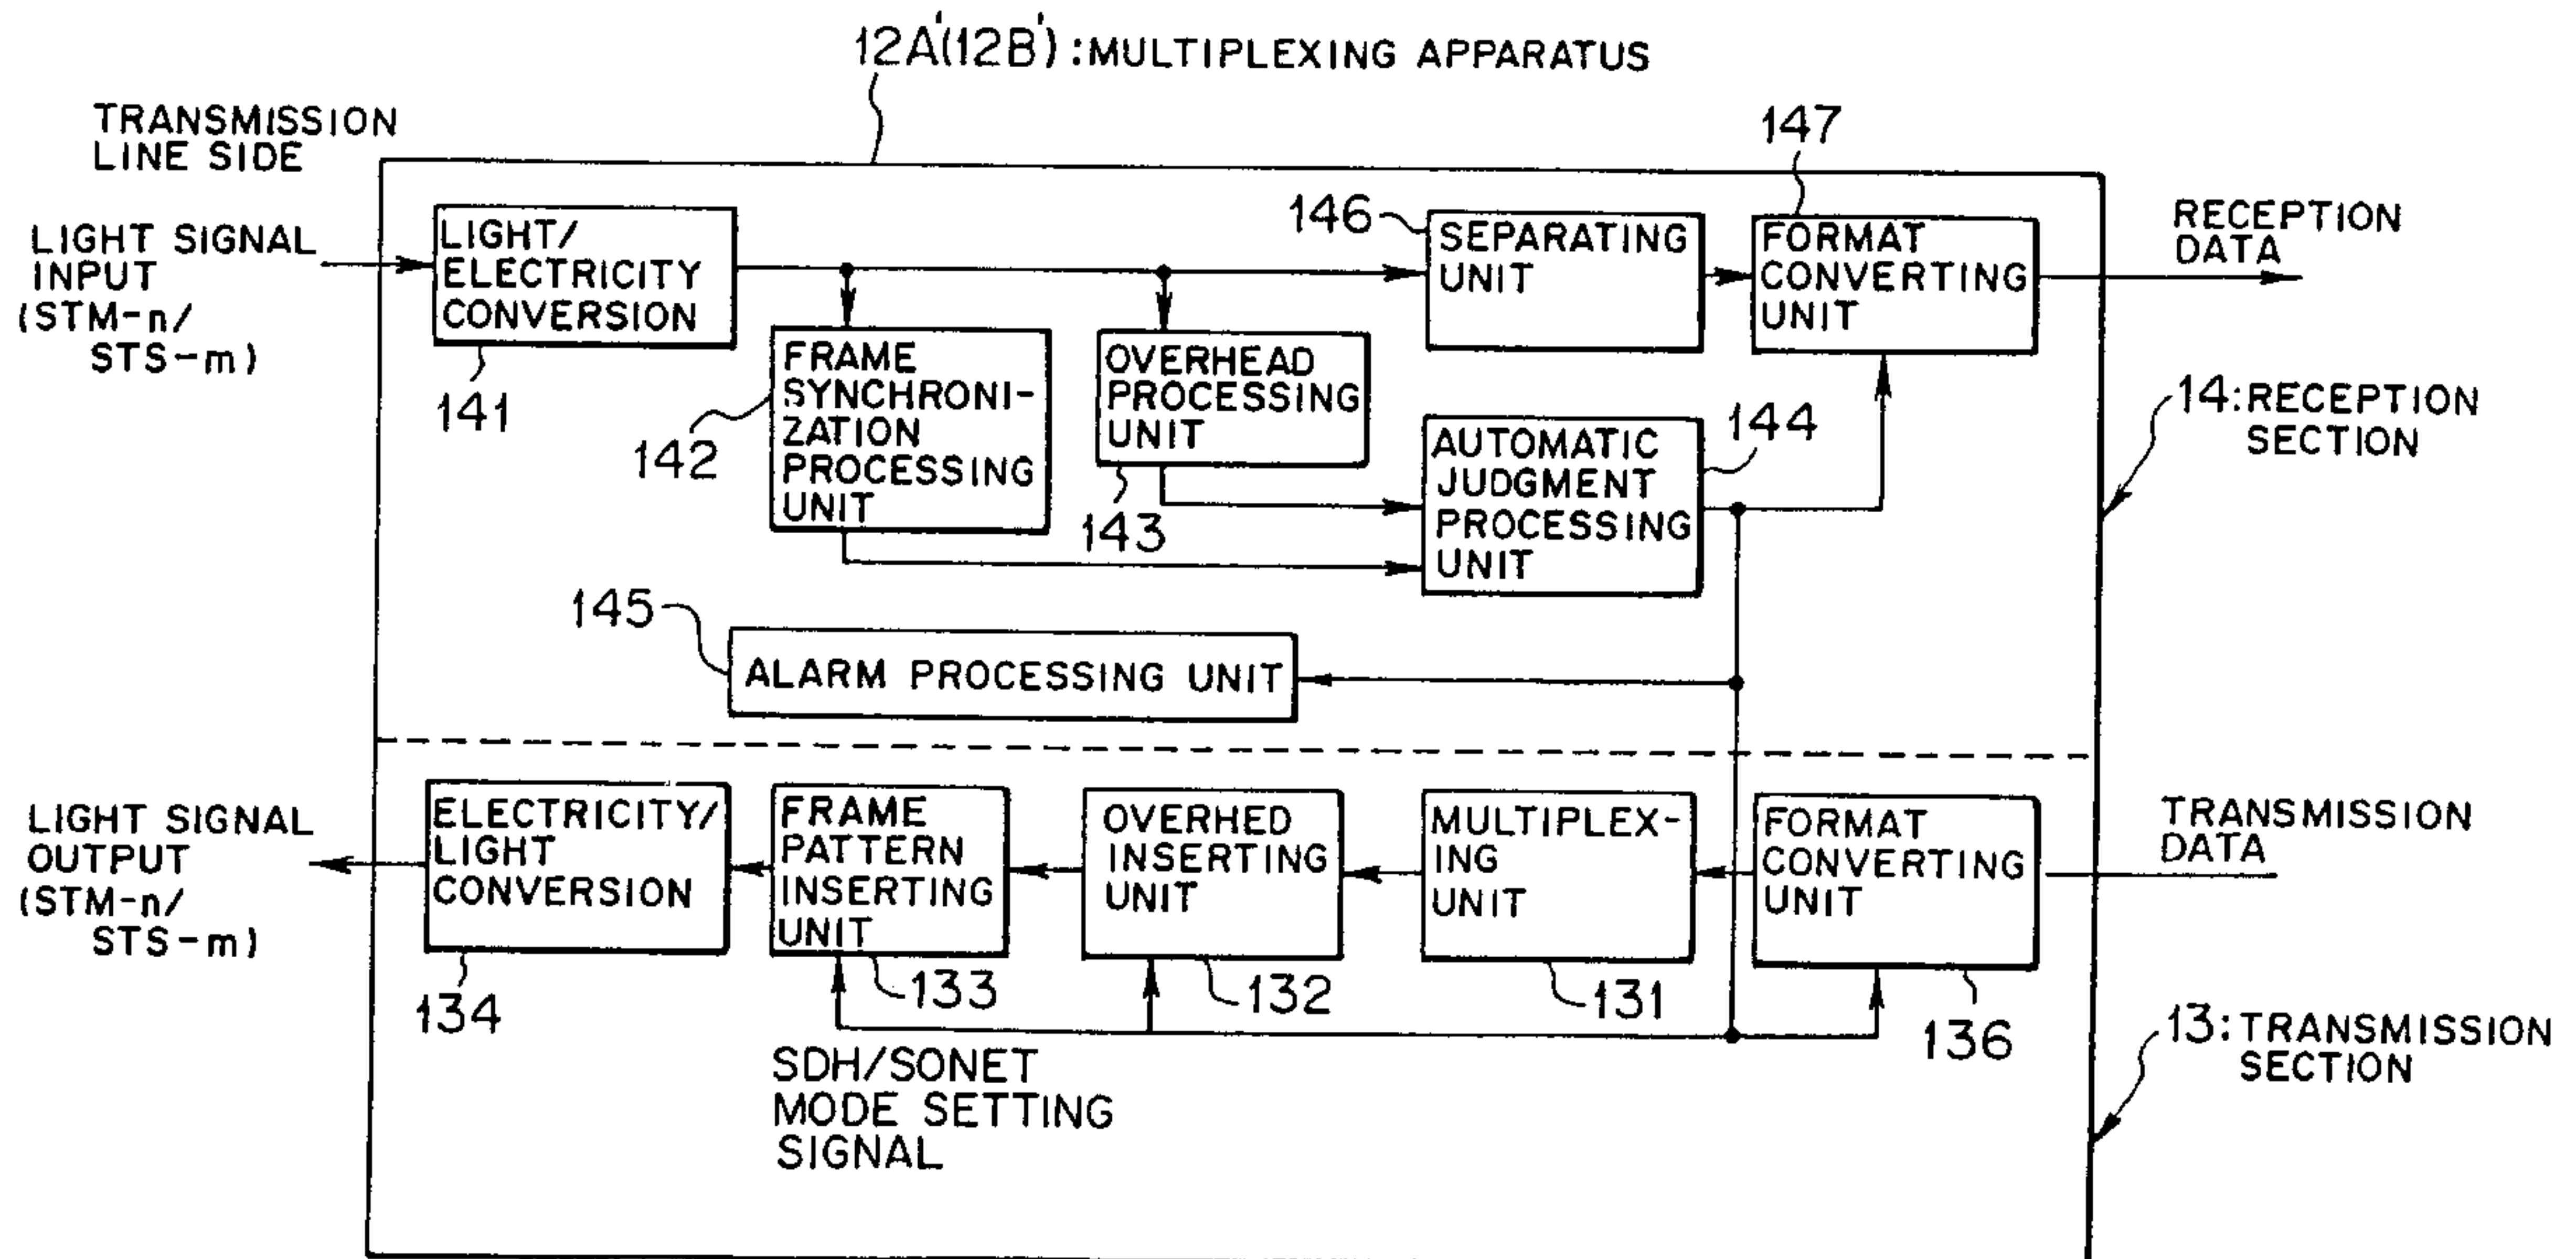 12A'(12B'):MULTIPLEXING APPARATUS
TRANSMISSION
LINE SIDE
LIGHT SIGNAL
INPUT
(STM-n/
STS-m)
LIGHT/
ELECTRICITY
CONVERSION
141
FRAME
SYNCHRONI-
ZATION
PROCESSING
UNIT
142
OVERHEAD
PROCESSING
UNIT
143
146
SEPARATING
UNIT
147
FORMAT
CONVERTING
UNIT
RECEPTION
DATA
AUTOMATIC
JUDGMENT
PROCESSING
UNIT
144
14:RECEPTION
SECTION
145
ALARM PROCESSING UNIT
LIGHT SIGNAL
OUTPUT
(STM-n/
STS-m)
ELECTRICITY/
LIGHT
CONVERSION
134
FRAME
PATTERN
INSERTING
UNIT
133
OVERHED
INSERTING
UNIT
132
MULTIPLEX-
ING
UNIT
131
FORMAT
CONVERTING
UNIT
136
TRANSMISSION
DATA
SDH/SONET
MODE SETTING
SIGNAL
13:TRANSMISSION
SECTION